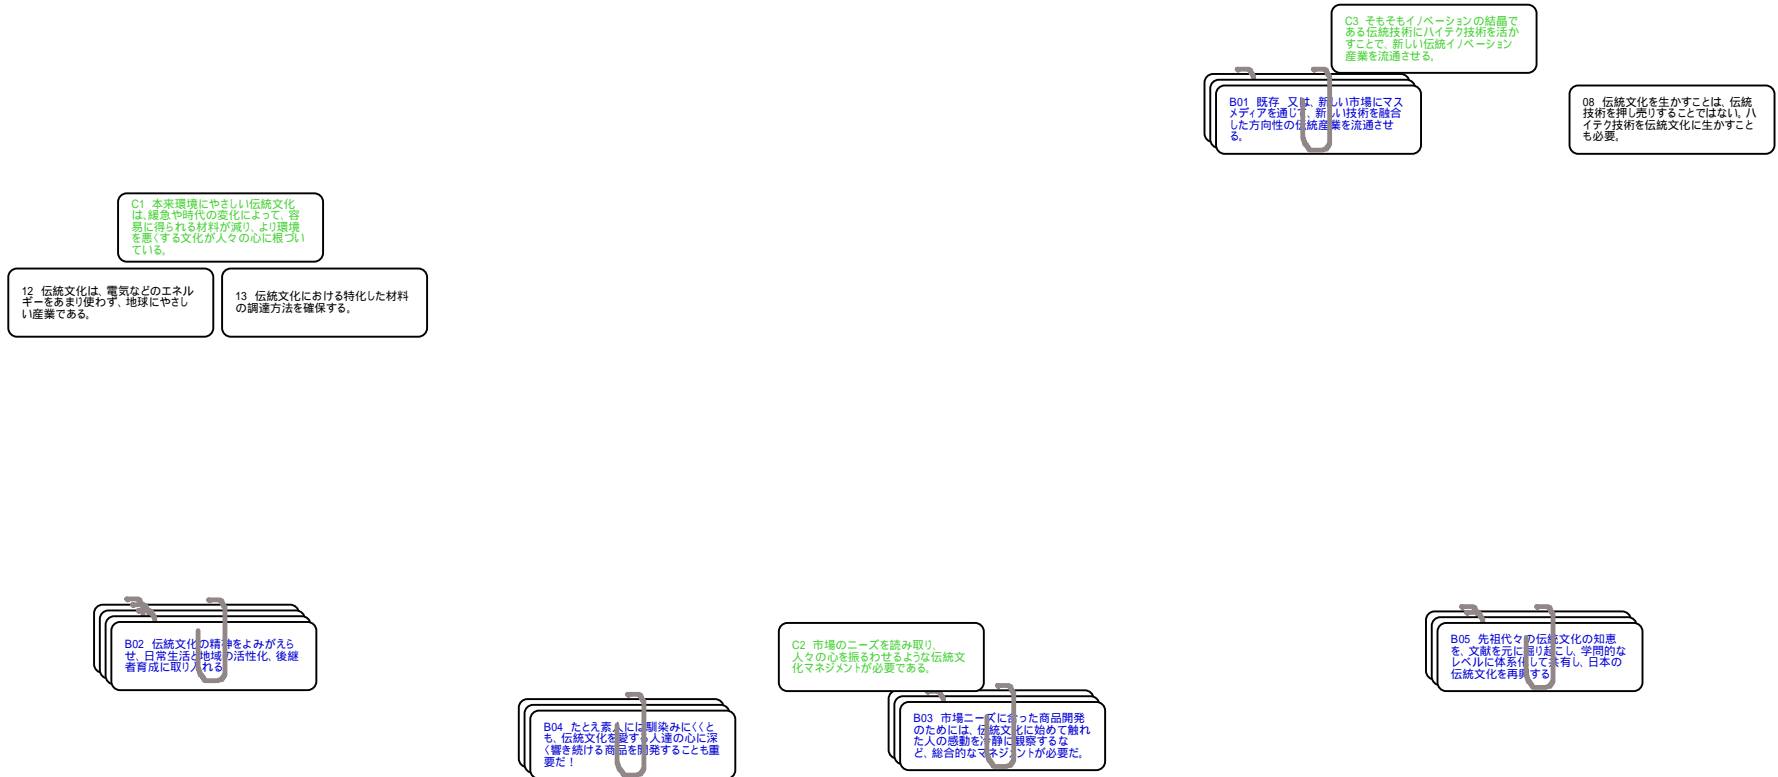 C3 そもそもイノベーションの結晶で
ある伝統技術にハイテク技術を活か
すことで、新しい伝統イノベーション
産業を流通させる。
B01 既存 又は、新しい市場にマス
メディアを通じて、新しい技術を融合
した方向性の伝統産業を流通させ
る。
08 伝統文化を生かすことは、伝統
技術を押し売りすることではない。ハ
イテク技術を伝統文化に生かすこと
も必要。
C1 本来環境にやさしい伝統文化
は、緩急や時代の変化によって、容
易に得られる材料が減り、より環境
を悪くする文化が人々の心に根づい
ている。
12 伝統文化は、電気などのエネル
ギーをあまり使わず、地球にやさし
い産業である。
13 伝統文化における特化した材料
の調達方法を確保する。
B02 伝統文化の精神をよみがえら
せ、日常生活と地域の活性化、後継
者育成に取り入れる
B04 たとえ素人には馴染みにくくと
も、伝統文化を愛する人達の心に深
く響き続ける商品を開発することも重
要だ！
C2 市場のニーズを読み取り、
人々の心を振るわせるような伝統文
化マネジメントが必要である。
B03 市場ニーズに合った商品開発
のためには、伝統文化に始めて触れ
た人の感動を冷静に観察するな
ど、総合的なマネジメントが必要だ。
B05 先祖代々の伝統文化の知恵
を、文献を元に掘り起こし、学問的な
レベルに体系化して共有し、日本の
伝統文化を再興する